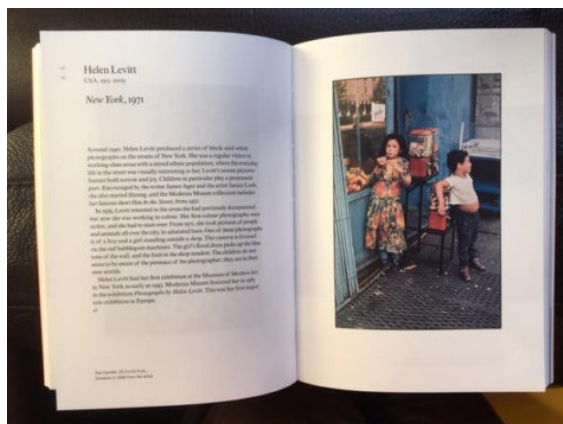 Helen Levitt
USA, 1913–2009
New York, 1971
Around 1940, Helen Levitt produced a series of black-and-white
photographs on the streets of New York. She was a regular visitor in
working-class areas with a mixed ethnic population, where the everyday
life in the street was visually interesting to her. Levitt's street pictures
feature both sorrow and joy. Children in particular play a prominent
part. Encouraged by the writer James Agee and the artist Janice Loeb,
she also started filming, and the Moderna Museet collection includes
her famous short film In the Street, from
In 1959, Levitt returned to the areas she had previously documented,
but now she was working in colour. Her first colour photographs were
stolen, and she had to start over. From 1971, she took pictures of people
and animals all over the city, in saturated hues. One of these photographs
is of a boy and a girl standing outside a shop. The camera is focused
on the red bubblegum machines. The girl's floral dress picks up the blue
tones of the wall, and the fruit in the shop window. The children do not
seem to be aware of the presence of the photographer; they are in their
own worlds.
Helen Levitt had her first exhibition at the Museum of Modern Art
in New York as early as 1943. Moderna Museet featured her in
in the exhibition Photographs by Helen Levitt. This was her first major
solo exhibition in Europe.